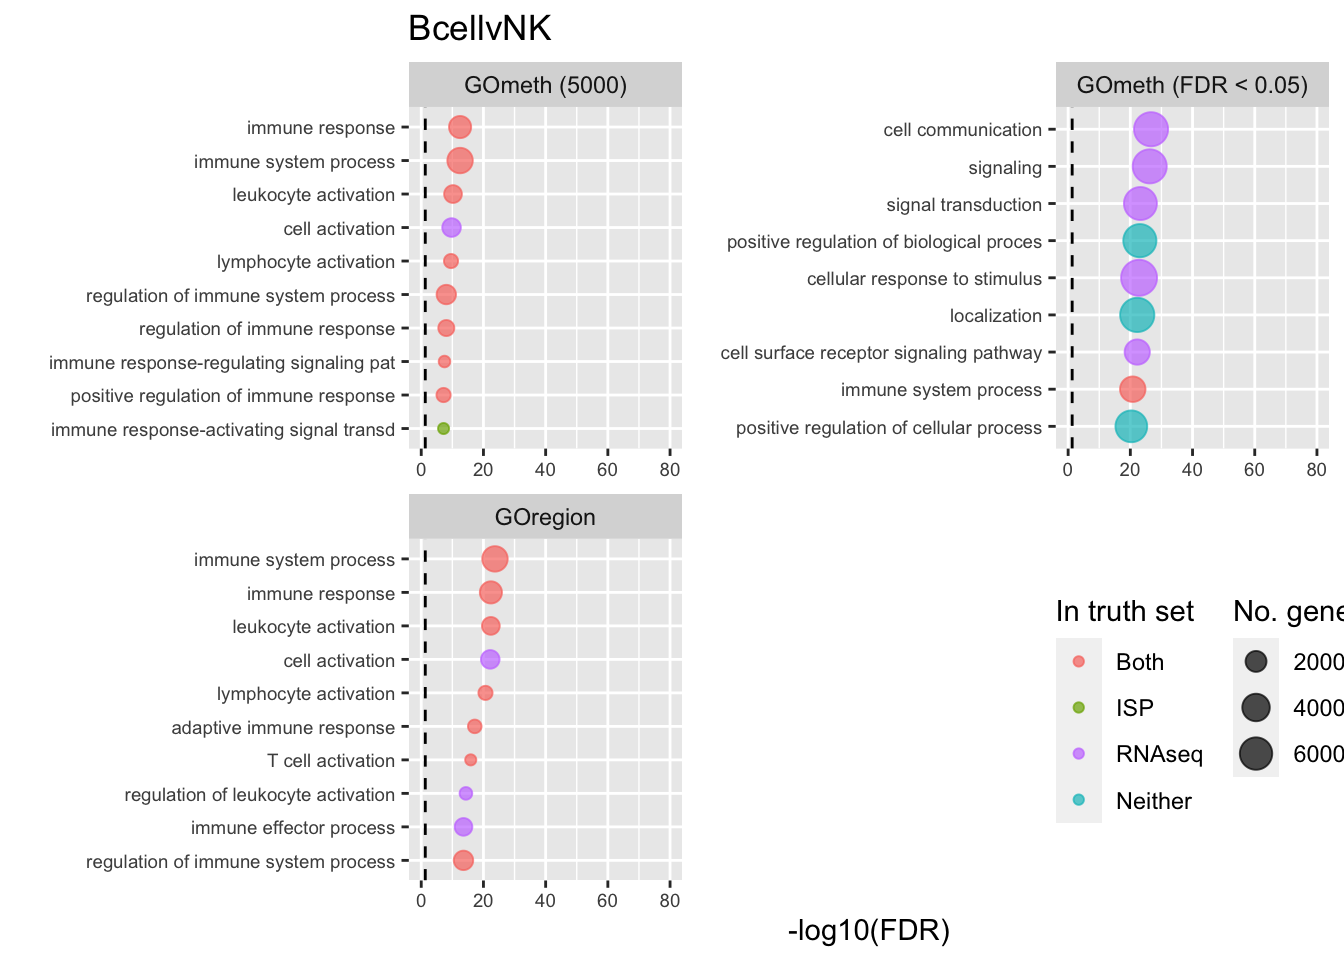 BcellvNK
GOmeth (5000)
immune response
immune system process
leukocyte activation
cell activation
lymphocyte activation
regulation of immune system process
regulation of immune response
immune response-regulating signaling pat
positive regulation of immune response
immune response-activating signal transd
0 20 40 60 80
GOmeth (FDR < 0.05)
cell communication
signaling
signal transduction
positive regulation of biological proces
cellular response to stimulus
localization
cell surface receptor signaling pathway
immune system process
positive regulation of cellular process
0 20 40 60 80
GOregion
immune system process
immune response
leukocyte activation
cell activation
lymphocyte activation
adaptive immune response
T cell activation
regulation of leukocyte activation
immune effector process
regulation of immune system process
0 20 40 60 80
In truth set
Both
ISP
RNAseq
Neither
No. gene
2000
4000
6000
-log10(FDR)